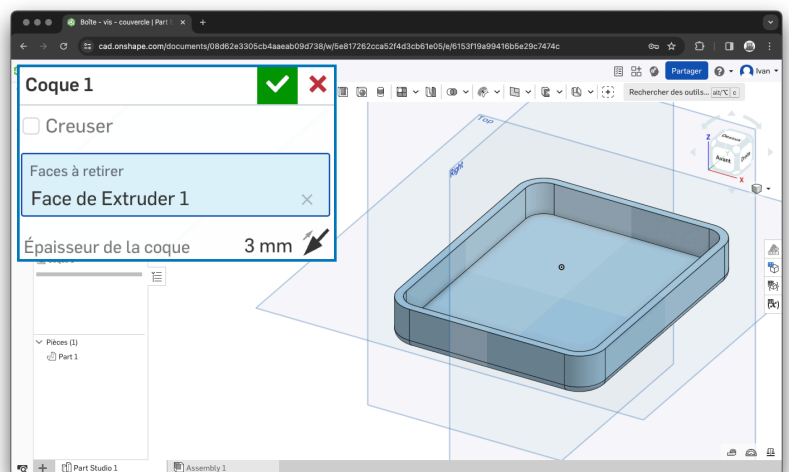 Boîte - vis - couvercle | Part S
cad.onshape.com/documents/08d62e3305cb4aaeab09d738/w/5e817262cca52f4d3cb61e05/e/6153f19a99416b5e29c7474c
Partager
Ivan
Rechercher des outils... alt/⌥ c
Coque 1
Creuser
Faces à retirer
Face de Extruder 1
Épaisseur de la coque 3 mm
Top
Right
Z
Dessus
Avant
Droite
X
Pièces (1)
Part 1
Part Studio 1
Assembly 1